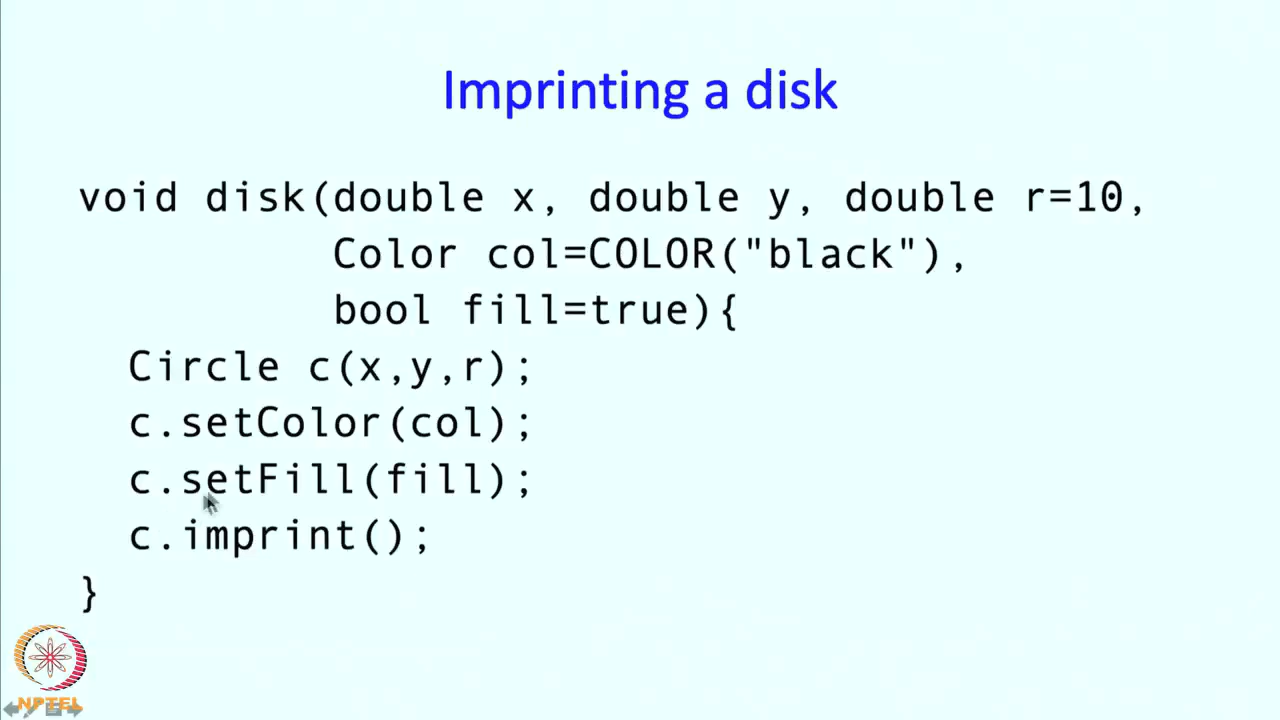 Imprinting a disk
void disk(double x, double y, double r=10,
Color col=COLOR("black"),
bool fill=true){
Circle c(x,y,r);
c.setColor(col);
c.setFill(fill);
c.imprint();
}
NPTEL